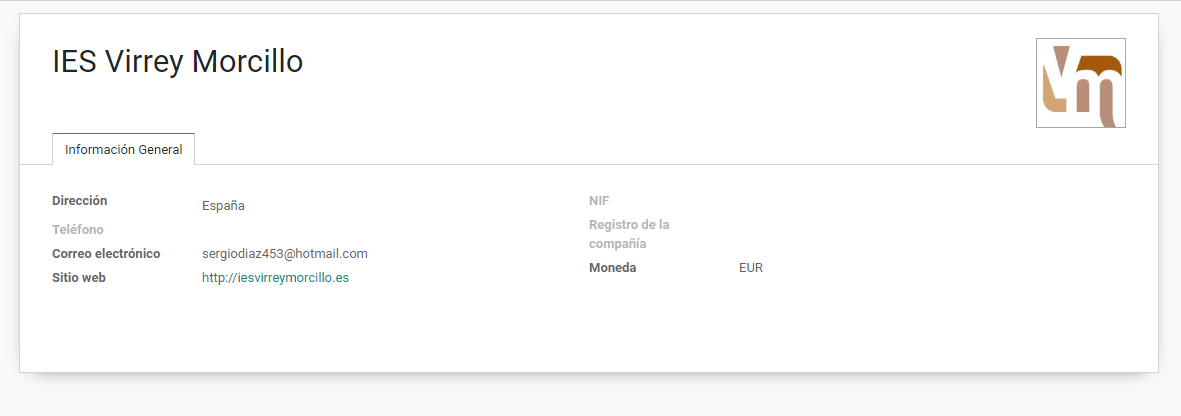 IES Virrey Morcillo
Vm
Información General
Dirección
España
Teléfono
Correo electrónico
sergiodiaz453@hotmail.com
Sitio web
http://iesvirreymorcillo.es
NIF
Registro de la
compañía
Moneda
EUR